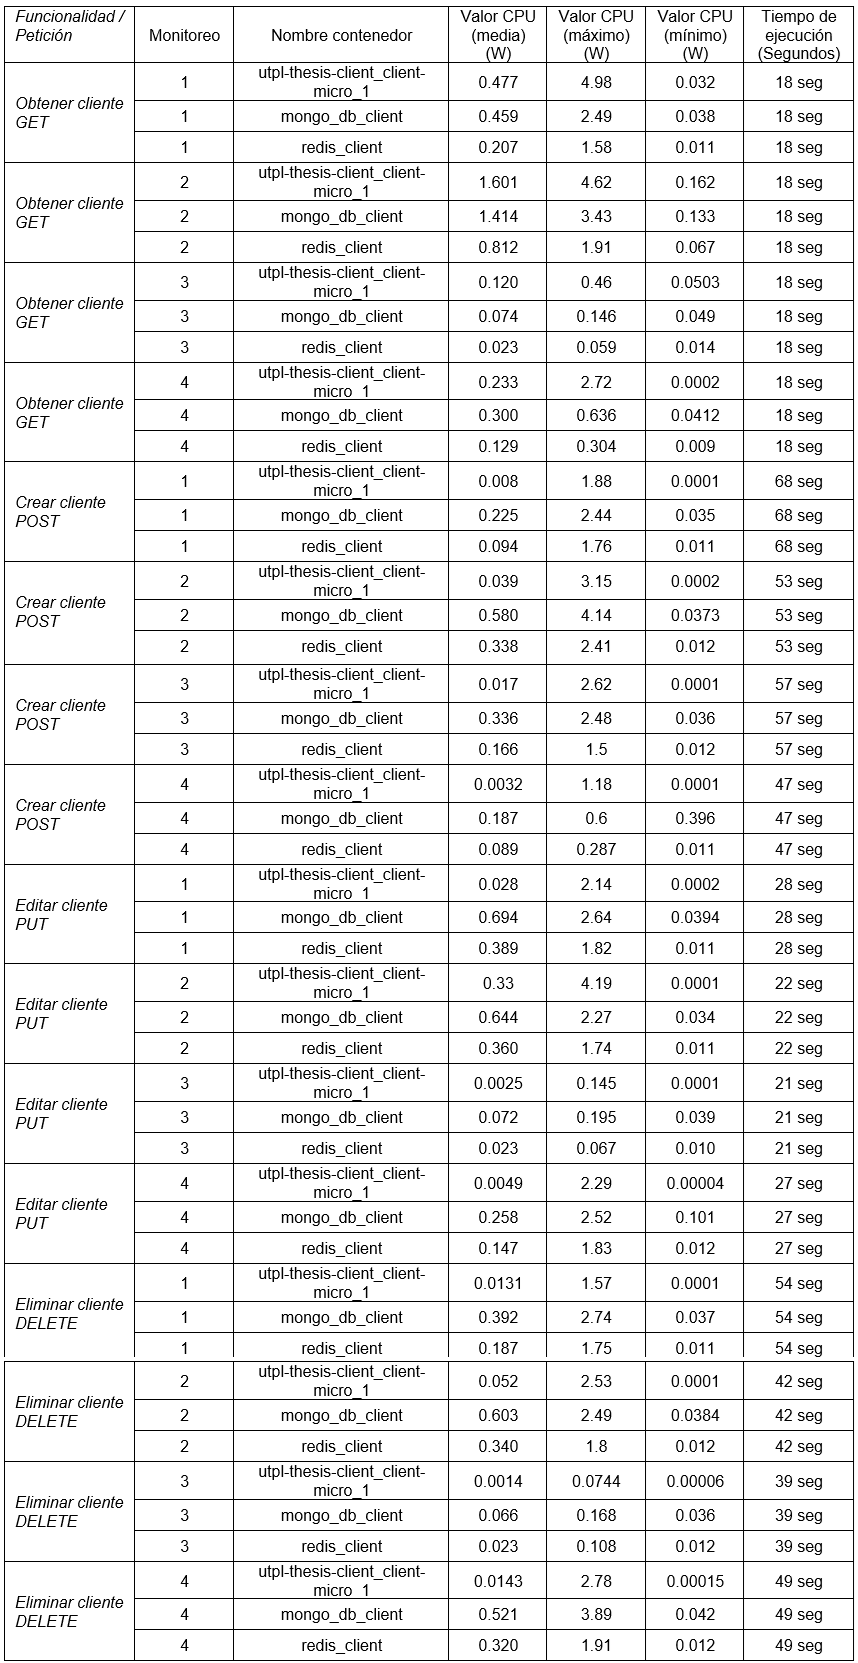 Funcionalidad / Petición | Monitoreo | Nombre contenedor | Valor CPU (media) (W) | Valor CPU (máximo) (W) | Valor CPU (mínimo) (W) | Tiempo de ejecución (Segundos)
Obtener cliente GET | 1 | utpl-thesis-client_client-micro_1 | 0.477 | 4.98 | 0.032 | 18 seg
1 | mongo_db_client | 0.459 | 2.49 | 0.038 | 18 seg
1 | redis_client | 0.207 | 1.58 | 0.011 | 18 seg
Obtener cliente GET | 2 | utpl-thesis-client_client-micro_1 | 1.601 | 4.62 | 0.162 | 18 seg
2 | mongo_db_client | 1.414 | 3.43 | 0.133 | 18 seg
2 | redis_client | 0.812 | 1.91 | 0.067 | 18 seg
Obtener cliente GET | 3 | utpl-thesis-client_client-micro_1 | 0.120 | 0.46 | 0.0503 | 18 seg
3 | mongo_db_client | 0.074 | 0.146 | 0.049 | 18 seg
3 | redis_client | 0.023 | 0.059 | 0.014 | 18 seg
Obtener cliente GET | 4 | utpl-thesis-client_client-micro_1 | 0.233 | 2.72 | 0.0002 | 18 seg
4 | mongo_db_client | 0.300 | 0.636 | 0.0412 | 18 seg
4 | redis_client | 0.129 | 0.304 | 0.009 | 18 seg
Crear cliente POST | 1 | utpl-thesis-client_client-micro_1 | 0.008 | 1.88 | 0.0001 | 68 seg
1 | mongo_db_client | 0.225 | 2.44 | 0.035 | 68 seg
1 | redis_client | 0.094 | 1.76 | 0.011 | 68 seg
Crear cliente POST | 2 | utpl-thesis-client_client-micro_1 | 0.039 | 3.15 | 0.0002 | 53 seg
2 | mongo_db_client | 0.580 | 4.14 | 0.0373 | 53 seg
2 | redis_client | 0.338 | 2.41 | 0.012 | 53 seg
Crear cliente POST | 3 | utpl-thesis-client_client-micro_1 | 0.017 | 2.62 | 0.0001 | 57 seg
3 | mongo_db_client | 0.336 | 2.48 | 0.036 | 57 seg
3 | redis_client | 0.166 | 1.5 | 0.012 | 57 seg
Crear cliente POST | 4 | utpl-thesis-client_client-micro_1 | 0.0032 | 1.18 | 0.0001 | 47 seg
4 | mongo_db_client | 0.187 | 0.6 | 0.396 | 47 seg
4 | redis_client | 0.089 | 0.287 | 0.011 | 47 seg
Editar cliente PUT | 1 | utpl-thesis-client_client-micro_1 | 0.028 | 2.14 | 0.0002 | 28 seg
1 | mongo_db_client | 0.694 | 2.64 | 0.0394 | 28 seg
1 | redis_client | 0.389 | 1.82 | 0.011 | 28 seg
Editar cliente PUT | 2 | utpl-thesis-client_client-micro_1 | 0.33 | 4.19 | 0.0001 | 22 seg
2 | mongo_db_client | 0.644 | 2.27 | 0.034 | 22 seg
2 | redis_client | 0.360 | 1.74 | 0.011 | 22 seg
Editar cliente PUT | 3 | utpl-thesis-client_client-micro_1 | 0.0025 | 0.145 | 0.0001 | 21 seg
3 | mongo_db_client | 0.072 | 0.195 | 0.039 | 21 seg
3 | redis_client | 0.023 | 0.067 | 0.010 | 21 seg
Editar cliente PUT | 4 | utpl-thesis-client_client-micro_1 | 0.0049 | 2.29 | 0.00004 | 27 seg
4 | mongo_db_client | 0.258 | 2.52 | 0.101 | 27 seg
4 | redis_client | 0.147 | 1.83 | 0.012 | 27 seg
Eliminar cliente DELETE | 1 | utpl-thesis-client_client-micro_1 | 0.0131 | 1.57 | 0.0001 | 54 seg
1 | mongo_db_client | 0.392 | 2.74 | 0.037 | 54 seg
1 | redis_client | 0.187 | 1.75 | 0.011 | 54 seg
Eliminar cliente DELETE | 2 | utpl-thesis-client_client-micro_1 | 0.052 | 2.53 | 0.0001 | 42 seg
2 | mongo_db_client | 0.603 | 2.49 | 0.0384 | 42 seg
2 | redis_client | 0.340 | 1.8 | 0.012 | 42 seg
Eliminar cliente DELETE | 3 | utpl-thesis-client_client-micro_1 | 0.0014 | 0.0744 | 0.00006 | 39 seg
3 | mongo_db_client | 0.066 | 0.168 | 0.036 | 39 seg
3 | redis_client | 0.023 | 0.108 | 0.012 | 39 seg
Eliminar cliente DELETE | 4 | utpl-thesis-client_client-micro_1 | 0.0143 | 2.78 | 0.00015 | 49 seg
4 | mongo_db_client | 0.521 | 3.89 | 0.042 | 49 seg
4 | redis_client | 0.320 | 1.91 | 0.012 | 49 seg